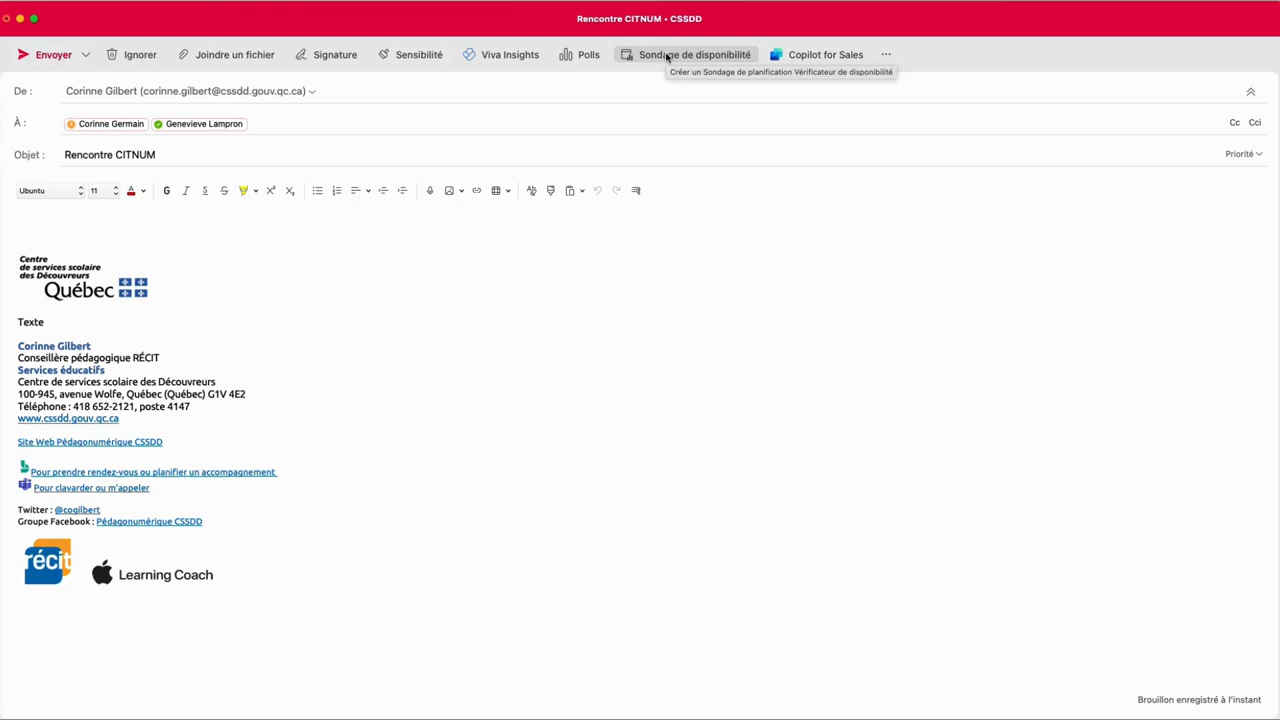 Rencontre CITNUM • CSSDD
Envoyer Ignorer Joindre un fichier Signature Sensibilité Viva Insights Polls Sondage de disponibilité Copilot for Sales ...
Créer un Sondage de planification Vérificateur de disponibilité
De : Corinne Gilbert (corinne.gilbert@cssdd.gouv.qc.ca)
À : Corinne Germain Genevieve Lampron Cc Cci
Objet : Rencontre CITNUM Priorité
Ubuntu 11 A G I S S X² X₂
Centre
de services scolaire
des Découvreurs
Québec
Texte
Corinne Gilbert
Conseillère pédagogique RÉCIT
Services éducatifs
Centre de services scolaire des Découvreurs
100-945, avenue Wolfe, Québec (Québec) G1V 4E2
Téléphone : 418 652-2121, poste 4147
www.cssdd.gouv.qc.ca
Site Web Pédagonumérique CSSDD
Pour prendre rendez-vous ou planifier un accompagnement
Pour clavarder ou m'appeler
Twitter : @cogilbert
Groupe Facebook : Pédagonumérique CSSDD
récit Learning Coach
Brouillon enregistré à l'instant